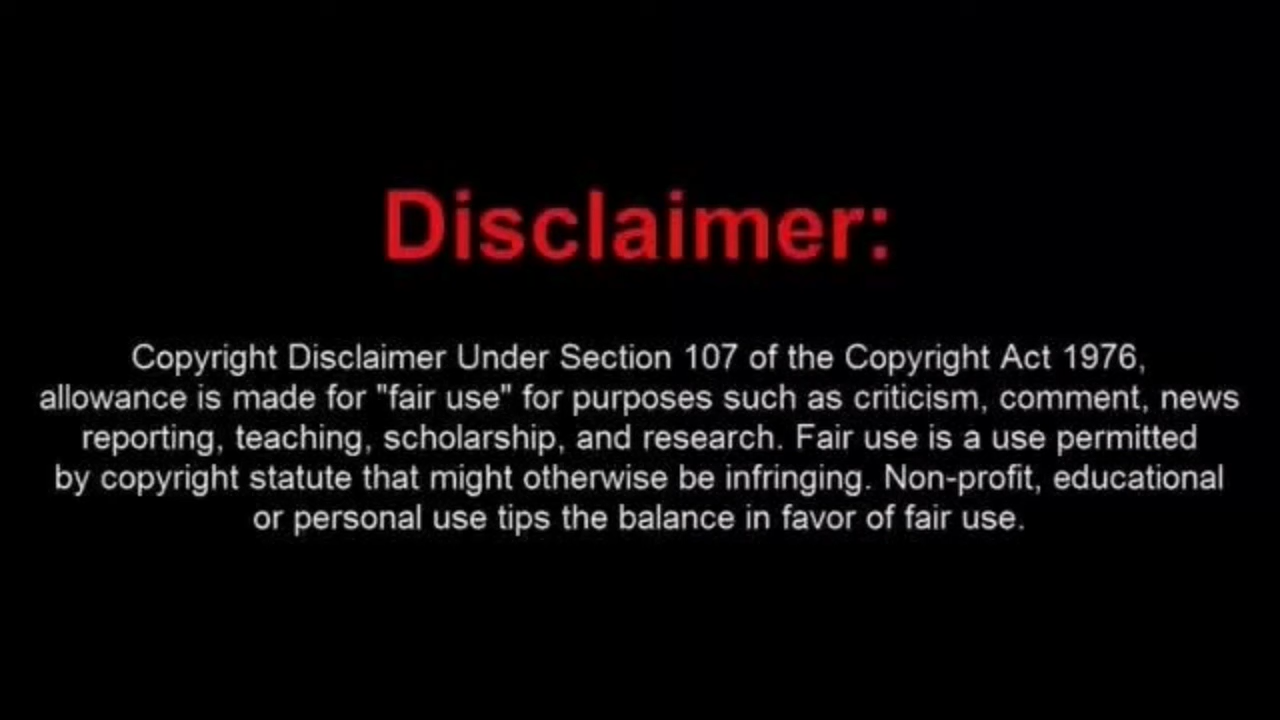 Disclaimer:
Copyright Disclaimer Under Section 107 of the Copyright Act 1976,
allowance is made for "fair use" for purposes such as criticism, comment, news
reporting, teaching, scholarship, and research. Fair use is a use permitted
by copyright statute that might otherwise be infringing. Non-profit, educational
or personal use tips the balance in favor of fair use.